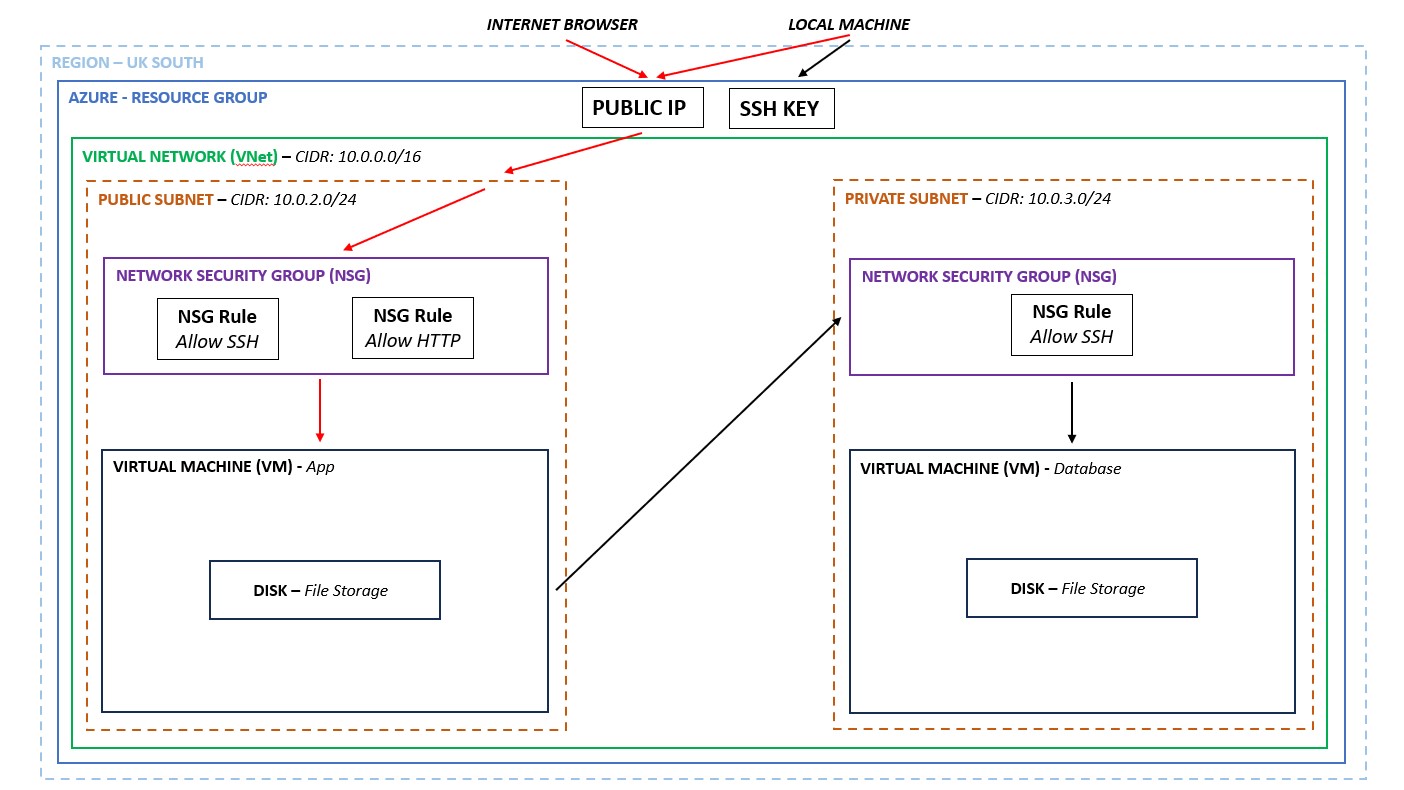 INTERNET BROWSER
LOCAL MACHINE
REGION – UK SOUTH
AZURE - RESOURCE GROUP
PUBLIC IP
SSH KEY
VIRTUAL NETWORK (VNet) – CIDR: 10.0.0.0/16
PUBLIC SUBNET – CIDR: 10.0.2.0/24
NETWORK SECURITY GROUP (NSG)
NSG Rule
Allow SSH
NSG Rule
Allow HTTP
VIRTUAL MACHINE (VM) - App
DISK – File Storage
PRIVATE SUBNET – CIDR: 10.0.3.0/24
NETWORK SECURITY GROUP (NSG)
NSG Rule
Allow SSH
VIRTUAL MACHINE (VM) - Database
DISK – File Storage